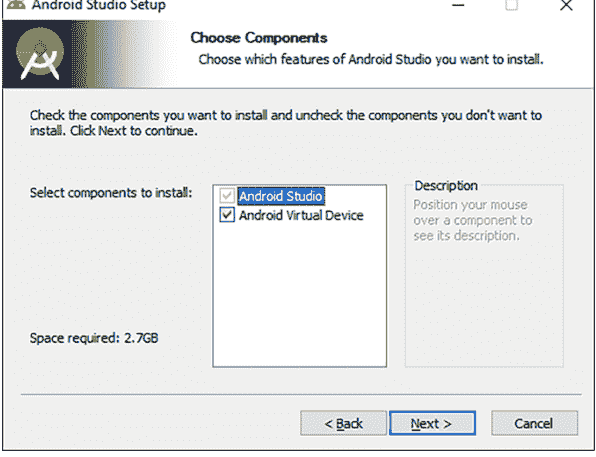 Android Studio Setup
Choose Components
Choose which features of Android Studio you want to install.
Check the components you want to install and uncheck the components you don't want to
install. Click Next to continue.
Select components to install:
Android Studio
Android Virtual Device
Description
Position your mouse
over a component to
see its description.
Space required: 2.7GB
< Back
Next >
Cancel